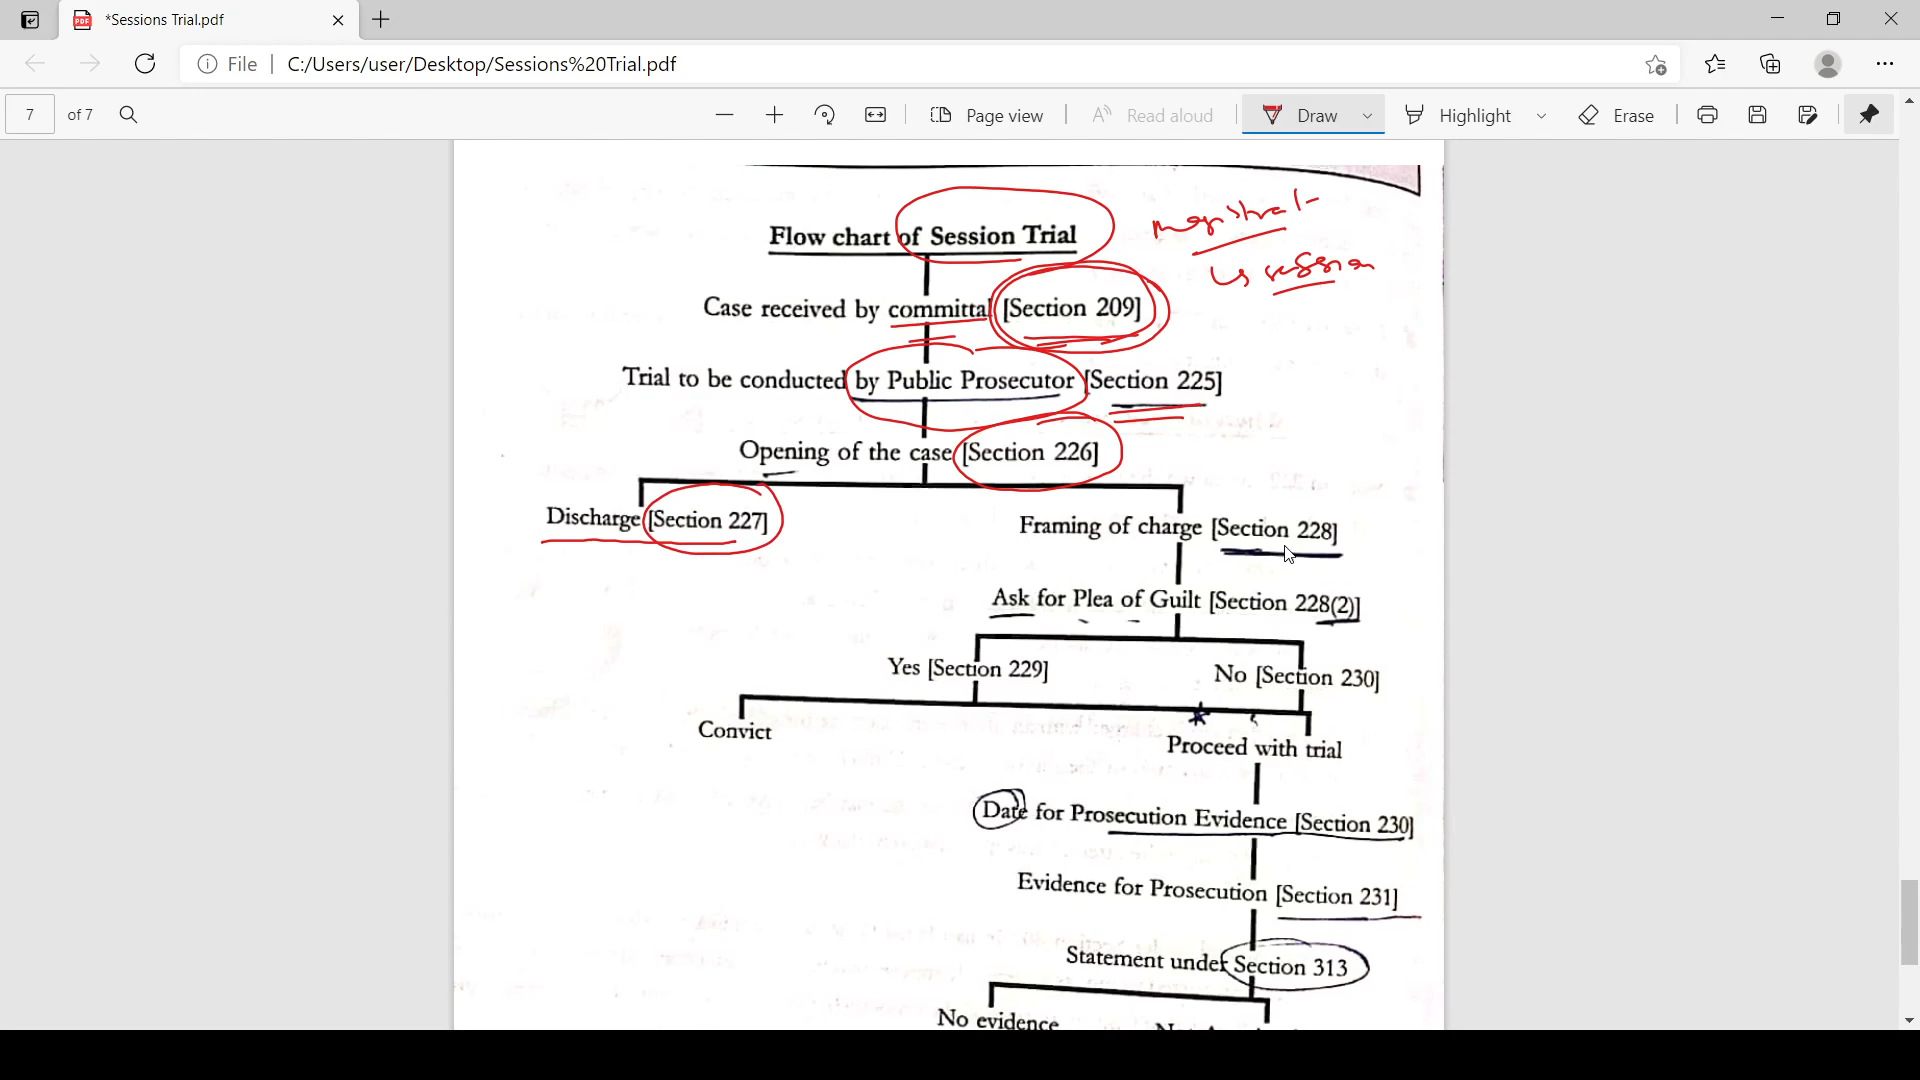 *Sessions Trial.pdf
File | C:/Users/user/Desktop/Sessions%20Trial.pdf
7 of 7 Page view Read aloud Draw Highlight Erase
Flow chart of Session Trial
magistrat
session
Case received by committal [Section 209]
Trial to be conducted by Public Prosecutor [Section 225]
Opening of the case [Section 226]
Discharge [Section 227]
Framing of charge [Section 228]
Ask for Plea of Guilt [Section 228(2)]
Yes [Section 229]
No [Section 230]
Convict
Proceed with trial
Date for Prosecution Evidence [Section 230]
Evidence for Prosecution [Section 231]
Statement under Section 313
No evidence